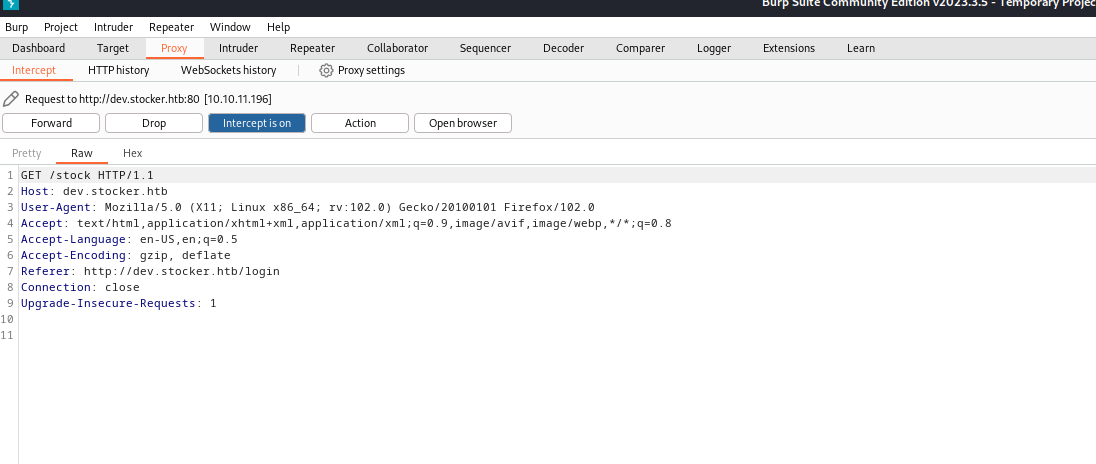 Burp Suite Community Edition v2023.3.5 - Temporary Projec
Burp Project Intruder Repeater Window Help
Dashboard Target Proxy Intruder Repeater Collaborator Sequencer Decoder Comparer Logger Extensions Learn
Intercept HTTP history WebSockets history Proxy settings
Request to http://dev.stocker.htb:80 [10.10.11.196]
Forward Drop Intercept is on Action Open browser
Pretty Raw Hex
1 GET /stock HTTP/1.1
2 Host: dev.stocker.htb
3 User-Agent: Mozilla/5.0 (X11; Linux x86_64; rv:102.0) Gecko/20100101 Firefox/102.0
4 Accept: text/html,application/xhtml+xml,application/xml;q=0.9,image/avif,image/webp,*/*;q=0.8
5 Accept-Language: en-US,en;q=0.5
6 Accept-Encoding: gzip, deflate
7 Referer: http://dev.stocker.htb/login
8 Connection: close
9 Upgrade-Insecure-Requests: 1
10
11